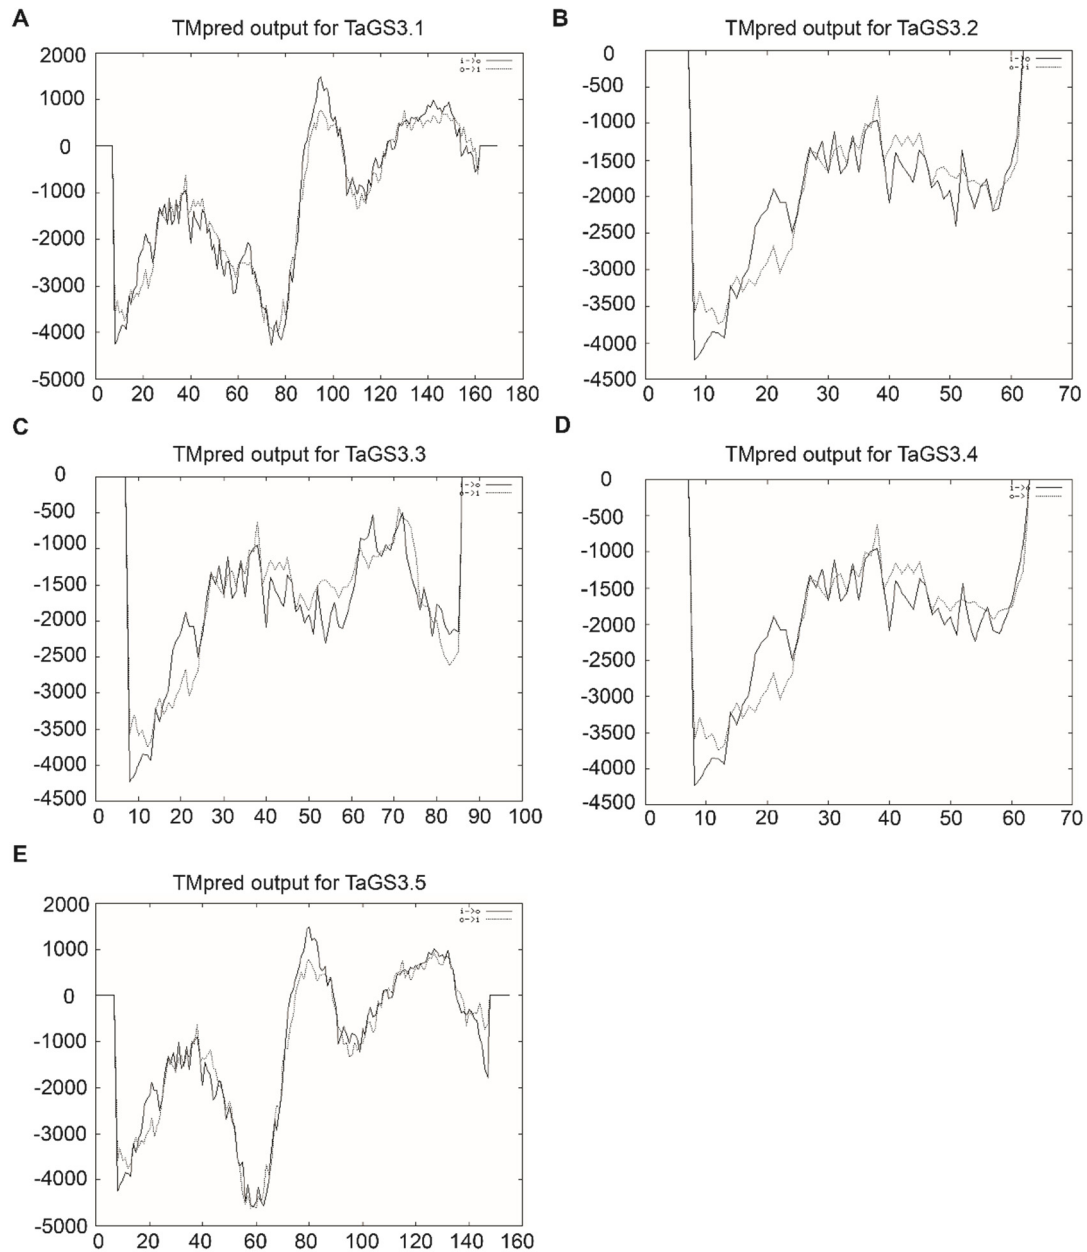 A
TMpred output for TaGS3.1
2000
1000
0
-1000
-2000
-3000
-4000
-5000
i->o
o->i
0 20 40 60 80 100 120 140 160 180
B
TMpred output for TaGS3.2
0
-500
-1000
-1500
-2000
-2500
-3000
-3500
-4000
-4500
i->o
o->i
0 10 20 30 40 50 60 70
C
TMpred output for TaGS3.3
0
-500
-1000
-1500
-2000
-2500
-3000
-3500
-4000
-4500
i->o
o->i
0 10 20 30 40 50 60 70 80 90 100
D
TMpred output for TaGS3.4
0
-500
-1000
-1500
-2000
-2500
-3000
-3500
-4000
-4500
i->o
o->i
0 10 20 30 40 50 60 70
E
TMpred output for TaGS3.5
2000
1000
0
-1000
-2000
-3000
-4000
-5000
i->o
o->i
0 20 40 60 80 100 120 140 160